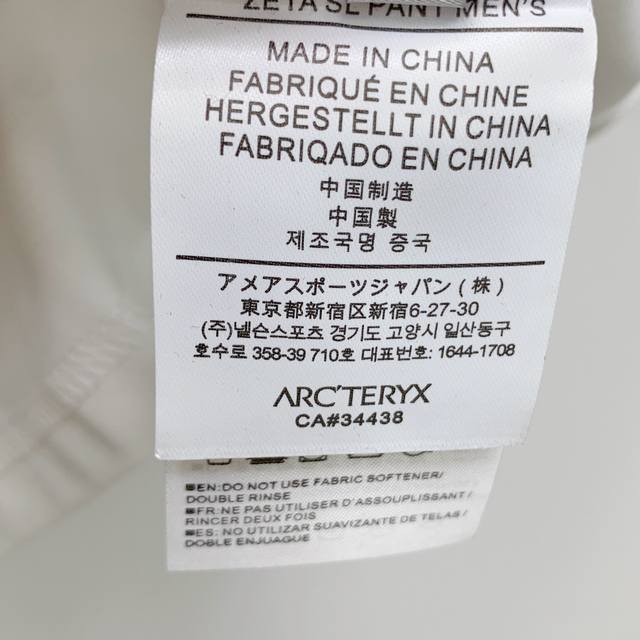 ZETA SL PANT MEN'S
MADE IN CHINA
FABRIQUÉ EN CHINE
HERGESTELLT IN CHINA
FABRIQADO EN CHINA
中国制造
中国製
제조국명 중국
アメアスポーツジャパン(株)
東京都新宿区新宿6-27-30
(주)넬슨스포츠 경기도 고양시 일산동구
호수로 358-39 710호 대표번호: 1644-1708
ARC'TERYX
CA#34438
EN:DO NOT USE FABRIC SOFTENER/
DOUBLE RINSE
FR:NE PAS UTILISER D'ASSOUPLISSANT/
RINCER DEUX FOIS
ES: NO UTILIZAR SUAVIZANTE DE TELAS/
DOBLE ENJUAGUE